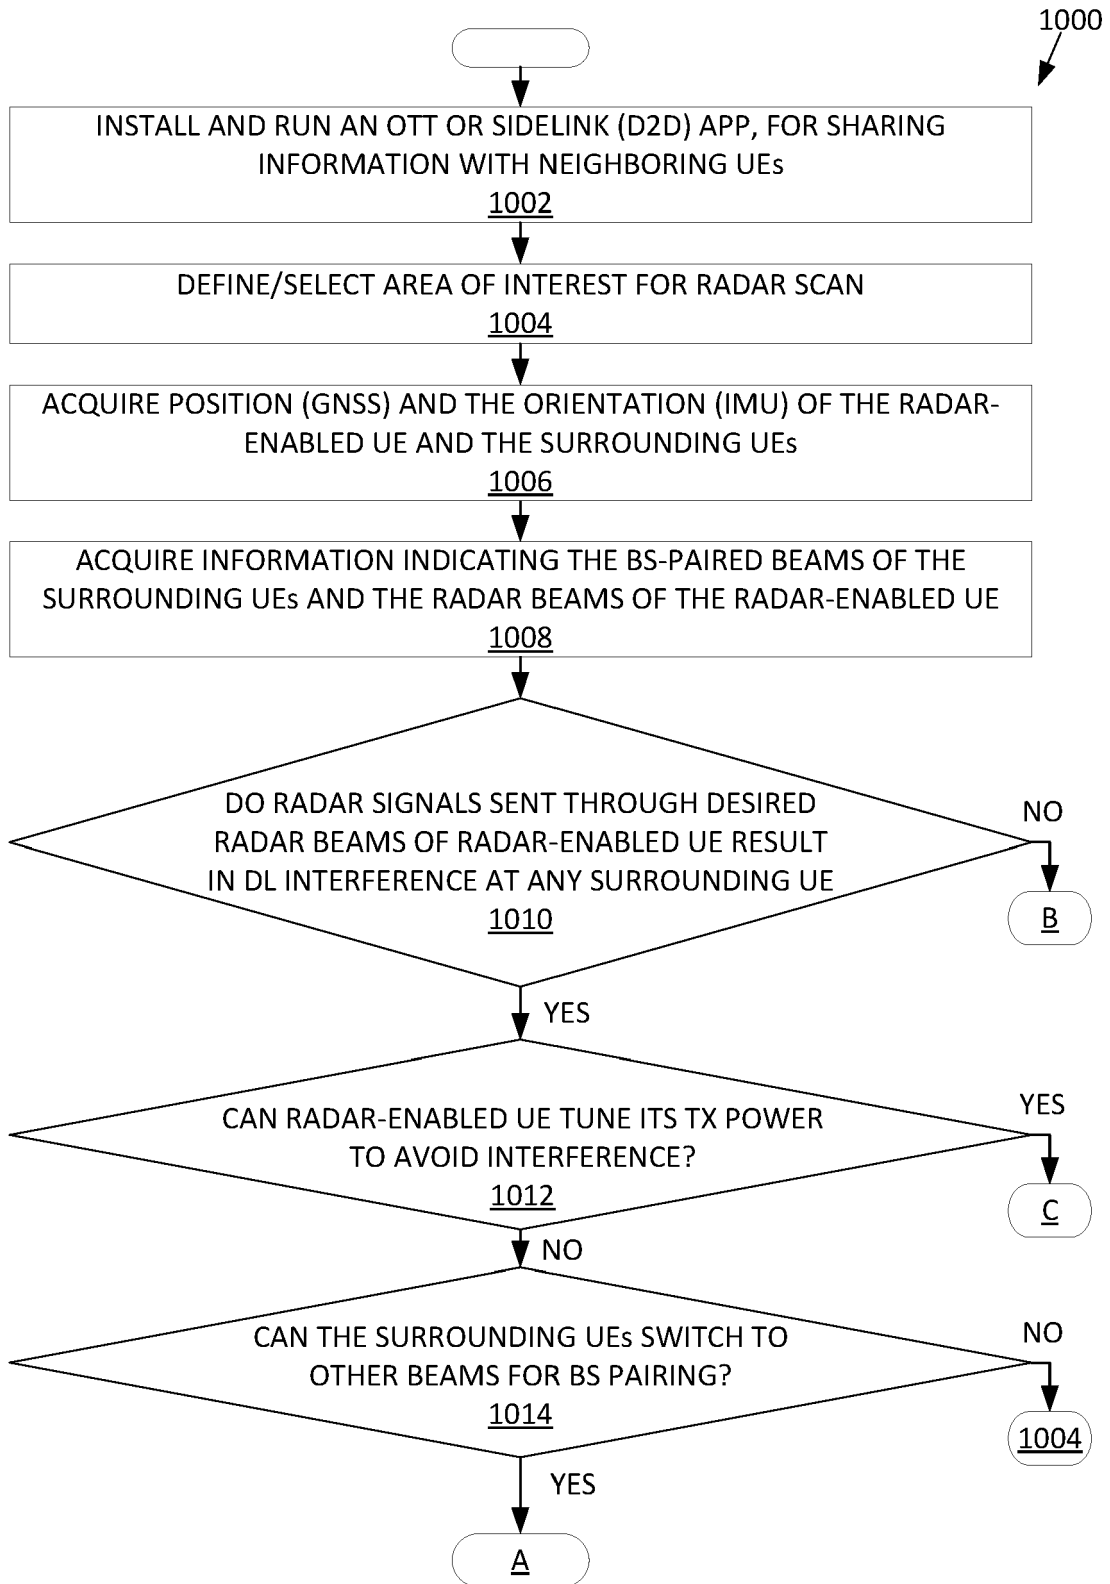 1000
INSTALL AND RUN AN OTT OR SIDELINK (D2D) APP, FOR SHARING
INFORMATION WITH NEIGHBORING UEs
1002
DEFINE/SELECT AREA OF INTEREST FOR RADAR SCAN
1004
ACQUIRE POSITION (GNSS) AND THE ORIENTATION (IMU) OF THE RADAR-
ENABLED UE AND THE SURROUNDING UEs
1006
ACQUIRE INFORMATION INDICATING THE BS-PAIRED BEAMS OF THE
SURROUNDING UEs AND THE RADAR BEAMS OF THE RADAR-ENABLED UE
1008
DO RADAR SIGNALS SENT THROUGH DESIRED
RADAR BEAMS OF RADAR-ENABLED UE RESULT
IN DL INTERFERENCE AT ANY SURROUNDING UE
1010
NO
B
YES
CAN RADAR-ENABLED UE TUNE ITS TX POWER
TO AVOID INTERFERENCE?
1012
YES
C
NO
CAN THE SURROUNDING UEs SWITCH TO
OTHER BEAMS FOR BS PAIRING?
1014
NO
1004
YES
A